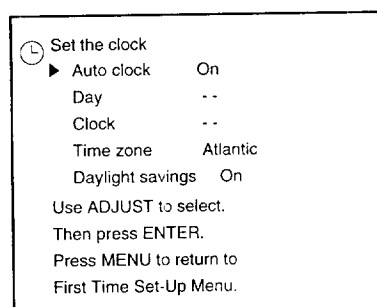 Set the clock
Auto clock On
Day - -
Clock - -
Time zone Atlantic
Daylight savings On
Use ADJUST to select.
Then press ENTER.
Press MENU to return to
First Time Set-Up Menu.